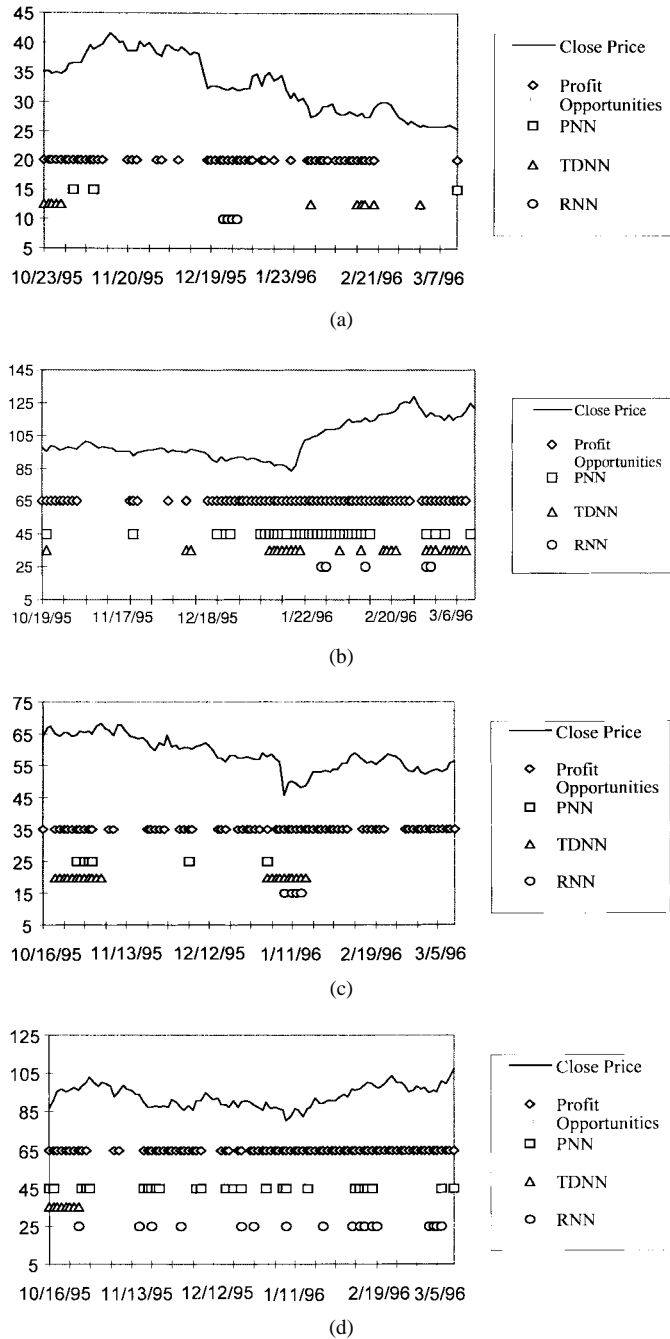 45
40
35
30
25
20
15
10
5
10/23/95 11/20/95 12/19/95 1/23/96 2/21/96 3/7/96
Close Price
Profit
Opportunities
PNN
TDNN
RNN
(a)
145
125
105
85
65
45
25
5
10/19/95 11/17/95 12/18/95 1/22/96 2/20/96 3/6/96
Close Price
Profit
Opportunities
PNN
TDNN
RNN
(b)
75
65
55
45
35
25
15
5
10/16/95 11/13/95 12/12/95 1/11/96 2/19/96 3/5/96
Close Price
Profit
Opportunities
PNN
TDNN
RNN
(c)
125
105
85
65
45
25
5
10/16/95 11/13/95 12/12/95 1/11/96 2/19/96 3/5/96
Close Price
Profit
Opportunities
PNN
TDNN
RNN
(d)